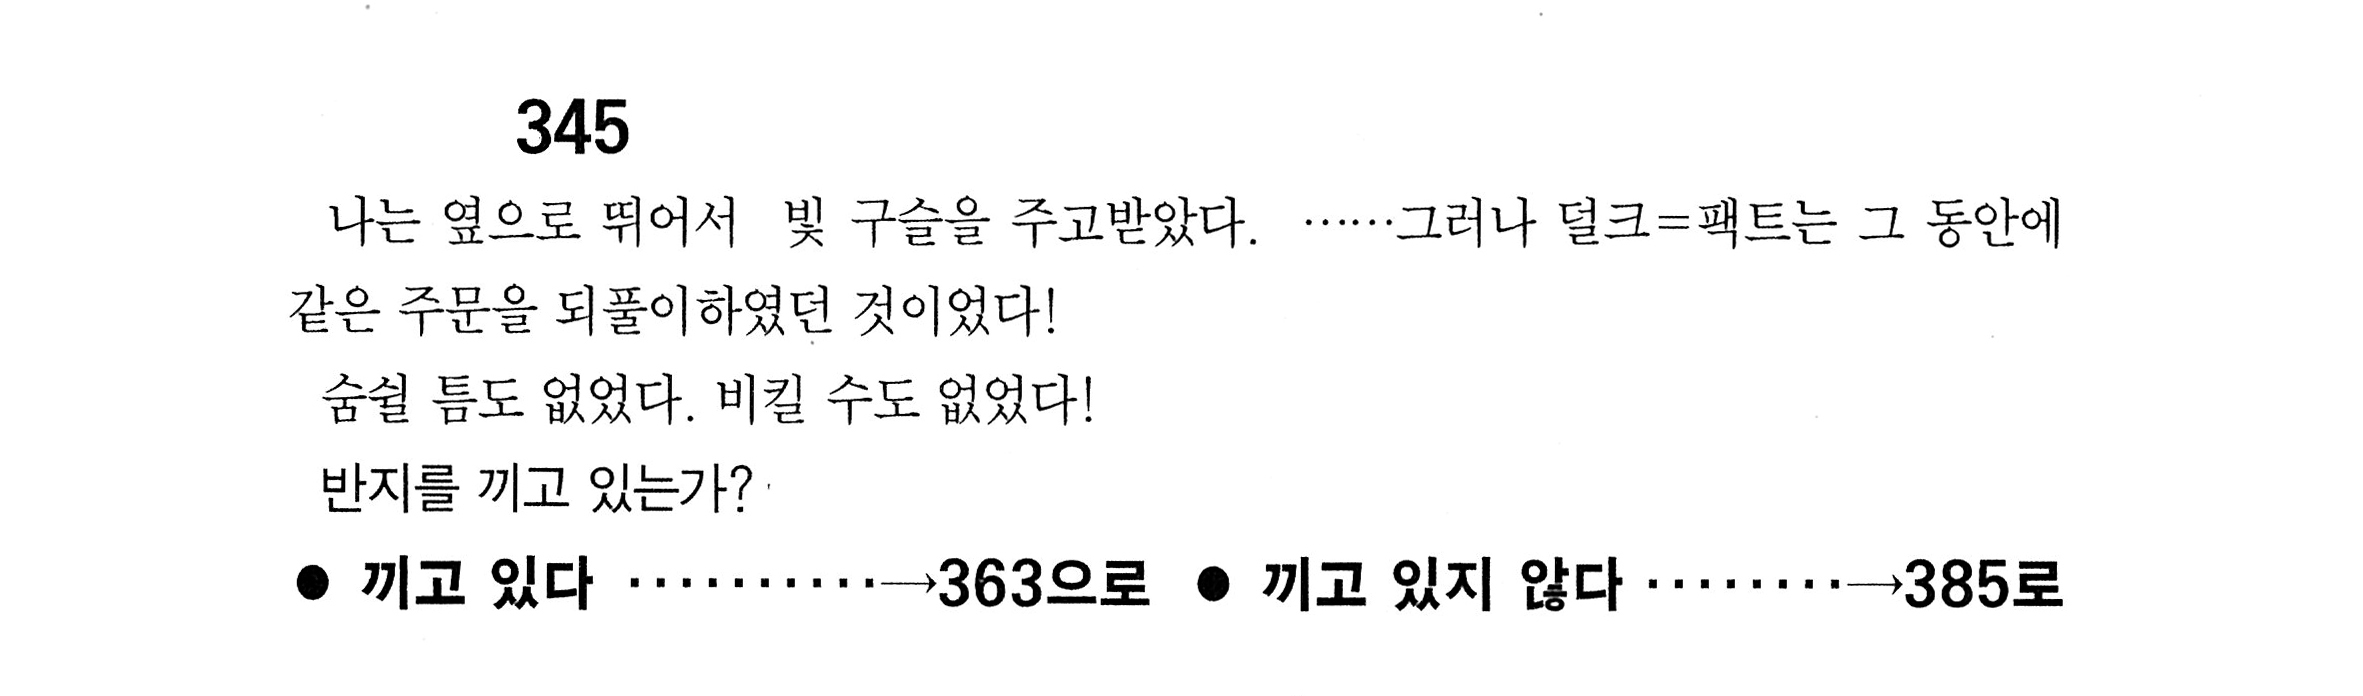 345
나는 옆으로 뛰어서 빛 구슬을 주고받았다. ……그러나 덜크=팩트는 그 동안에
같은 주문을 되풀이하였던 것이었다!
숨쉴 틈도 없었다. 비킬 수도 없었다!
반지를 끼고 있는가?
● 끼고 있다 ··········→363으로 ● 끼고 있지 않다 ········→385로